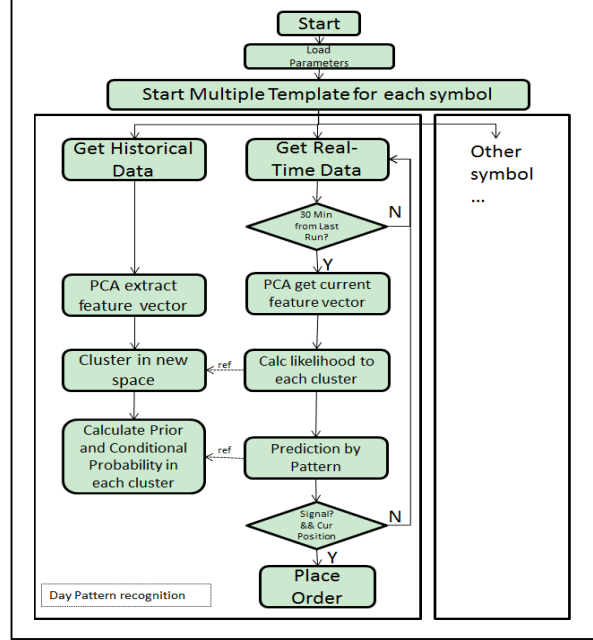 Start
Load
Parameters
Start Multiple Template for each symbol
Get Historical
Data
Get Real-
Time Data
Other
symbol
...
30 Min
from Last
Run?
N
Y
PCA extract
feature vector
PCA get current
feature vector
Cluster in new
space
ref
Calc likelihood to
each cluster
Calculate Prior
and Conditional
Probability in
each cluster
ref
Prediction by
Pattern
Signal?
&& Cur
Position
N
Y
Place
Order
Day Pattern recognition